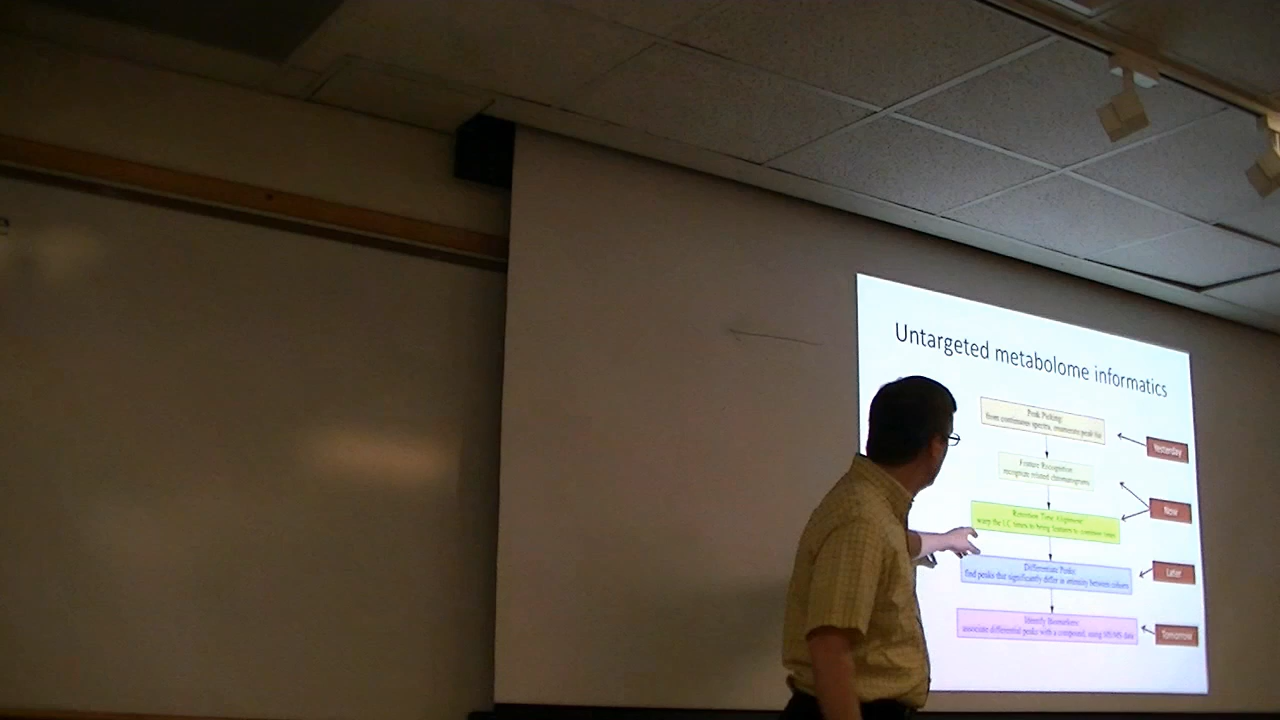 Untargeted metabolome informatics
Peak Picking:
from continuous spectra, enumerate peak list
Yesterday
Feature Recognition:
recognize related chromatograms
Now
Retention Time Alignment:
warp the LC times to bring features to common
Differentiate Peaks:
find peaks that significantly differ in intensity between cohorts
Later
Identify Biomarkers:
associate differential peaks with a compound, using MS/MS data
Tomorrow